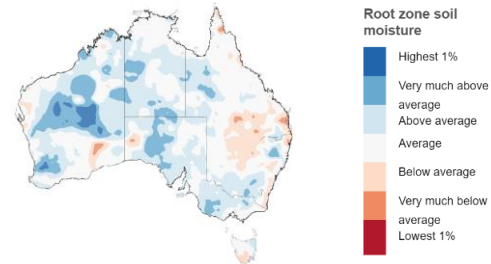 Root zone soil
moisture
Highest 1%
Very much above
average
Above average
Average
Below average
Very much below
average
Lowest 1%